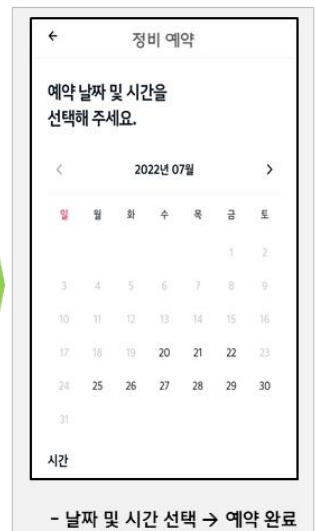 ← 정비 예약
예약 날짜 및 시간을
선택해 주세요.
< 2022년 07월 >
일 월 화 수 목 금 토
1 2
3 4 5 6 7 8 9
10 11 12 13 14 15 16
17 18 19 20 21 22 23
24 25 26 27 28 29 30
31
시간
- 날짜 및 시간 선택 → 예약 완료